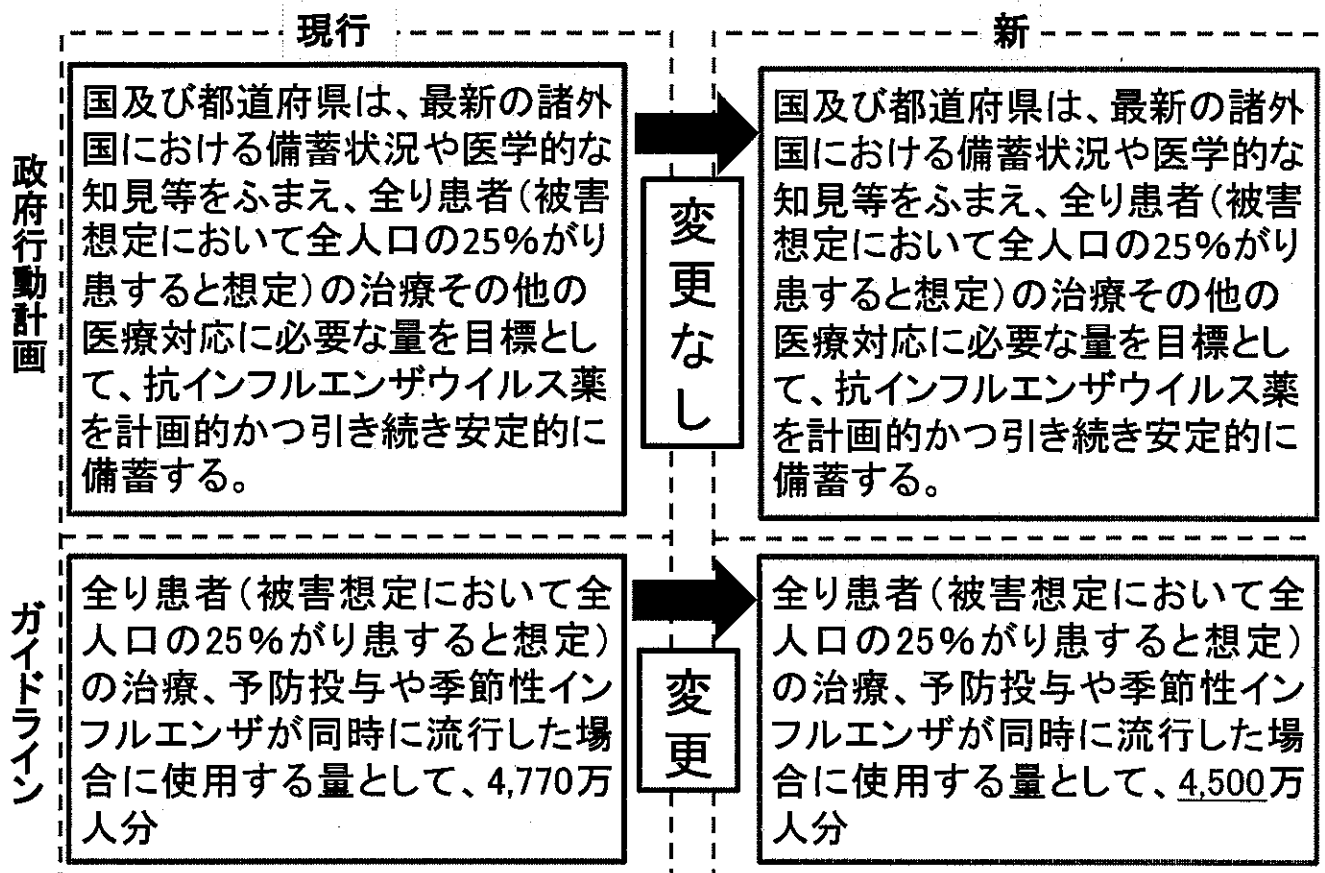 現行
新
政府行動計画
国及び都道府県は、最新の諸外
国における備蓄状況や医学的な
知見等をふまえ、全り患者（被害
想定において全人口の25%がり
患すると想定）の治療その他の
医療対応に必要な量を目標とし
て、抗インフルエンザウイルス薬
を計画的かつ引き続き安定的に
備蓄する。
変更なし
国及び都道府県は、最新の諸外
国における備蓄状況や医学的な
知見等をふまえ、全り患者（被害
想定において全人口の25%がり
患すると想定）の治療その他の
医療対応に必要な量を目標とし
て、抗インフルエンザウイルス薬
を計画的かつ引き続き安定的に
備蓄する。
ガイドライン
全り患者（被害想定において全
人口の25%がり患すると想定）
の治療、予防投与や季節性イン
フルエンザが同時に流行した場
合に使用する量として、4,770万
人分
変更
全り患者（被害想定において全
人口の25%がり患すると想定）
の治療、予防投与や季節性イン
フルエンザが同時に流行した場
合に使用する量として、4,500万
人分